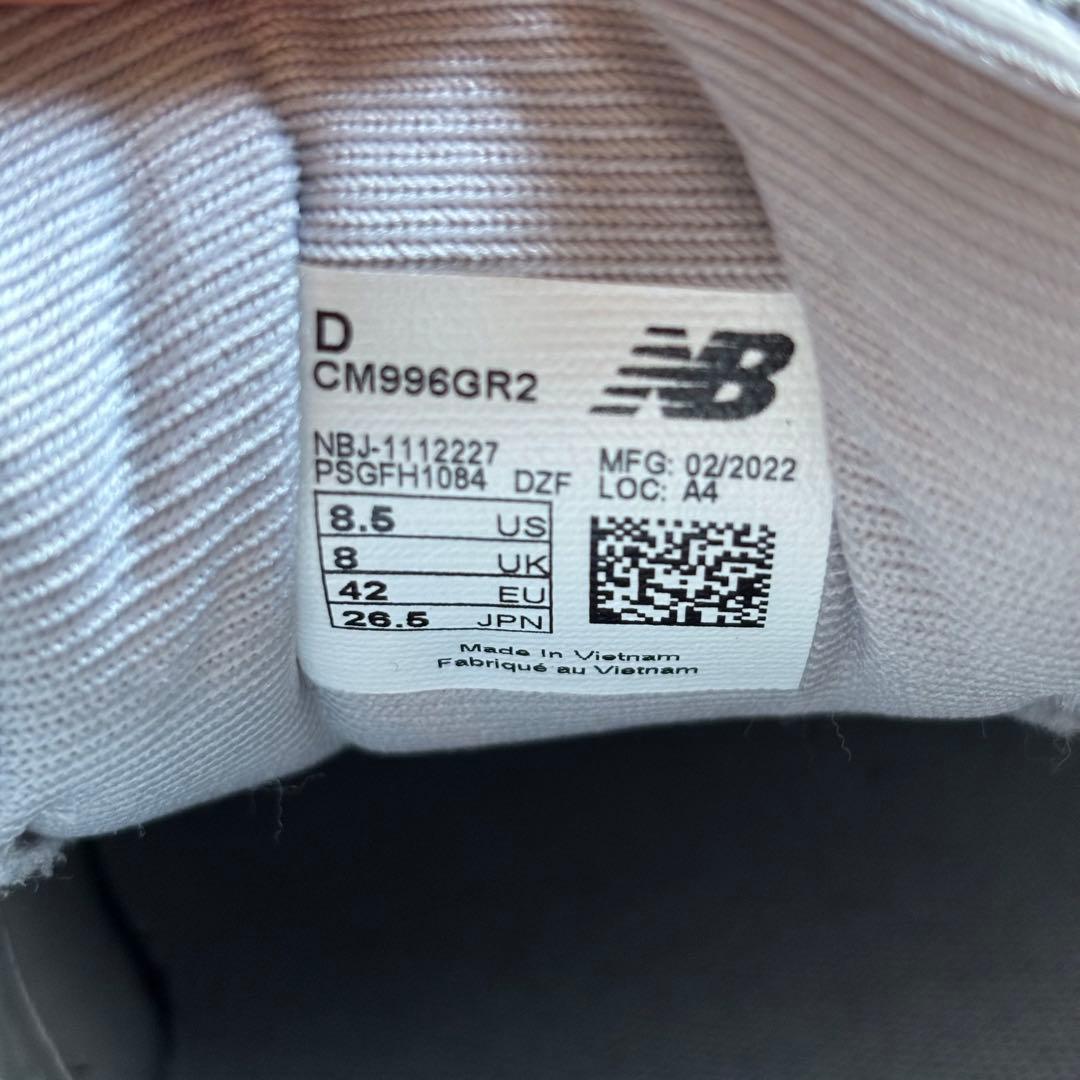 D
CM996GR2
NB
NBJ-1112227
PSGFH1084 DZF
MFG: 02/2022
LOC: A4
8.5 US
8 UK
42 EU
26.5 JPN
Made in Vietnam
Fabriqué au Vietnam